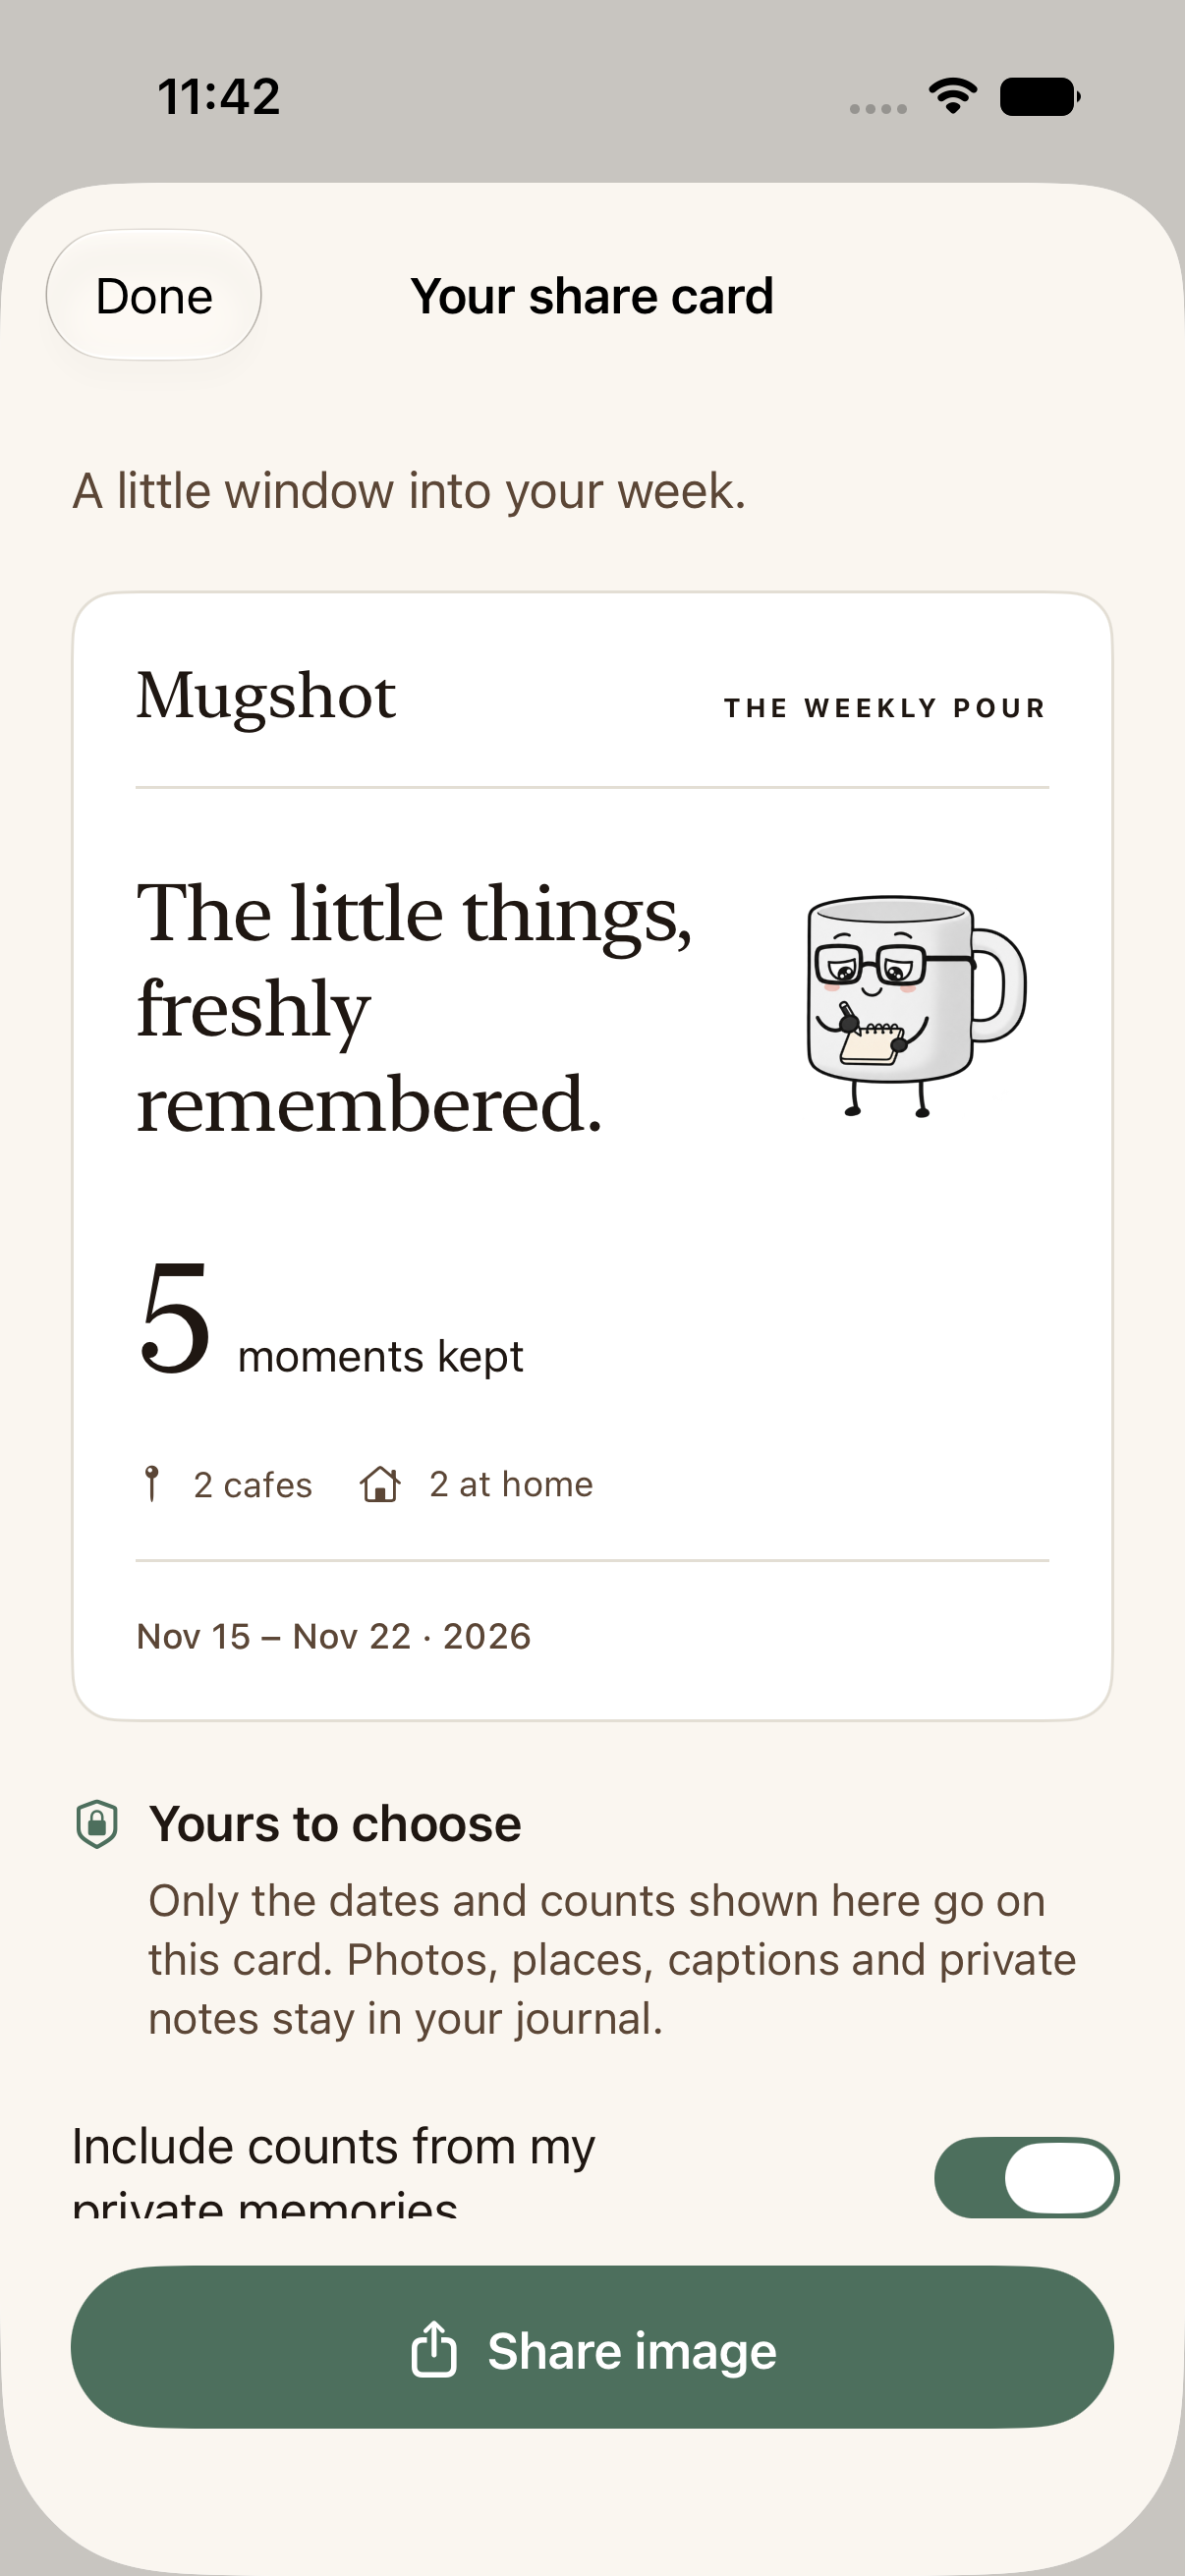 11:42
Done
Your share card
A little window into your week.
Mugshot
THE WEEKLY POUR
The little things,
freshly
remembered.
5 moments kept
2 cafes
2 at home
Nov 15 – Nov 22 · 2026
Yours to choose
Only the dates and counts shown here go on
this card. Photos, places, captions and private
notes stay in your journal.
Include counts from my
private memories
Share image